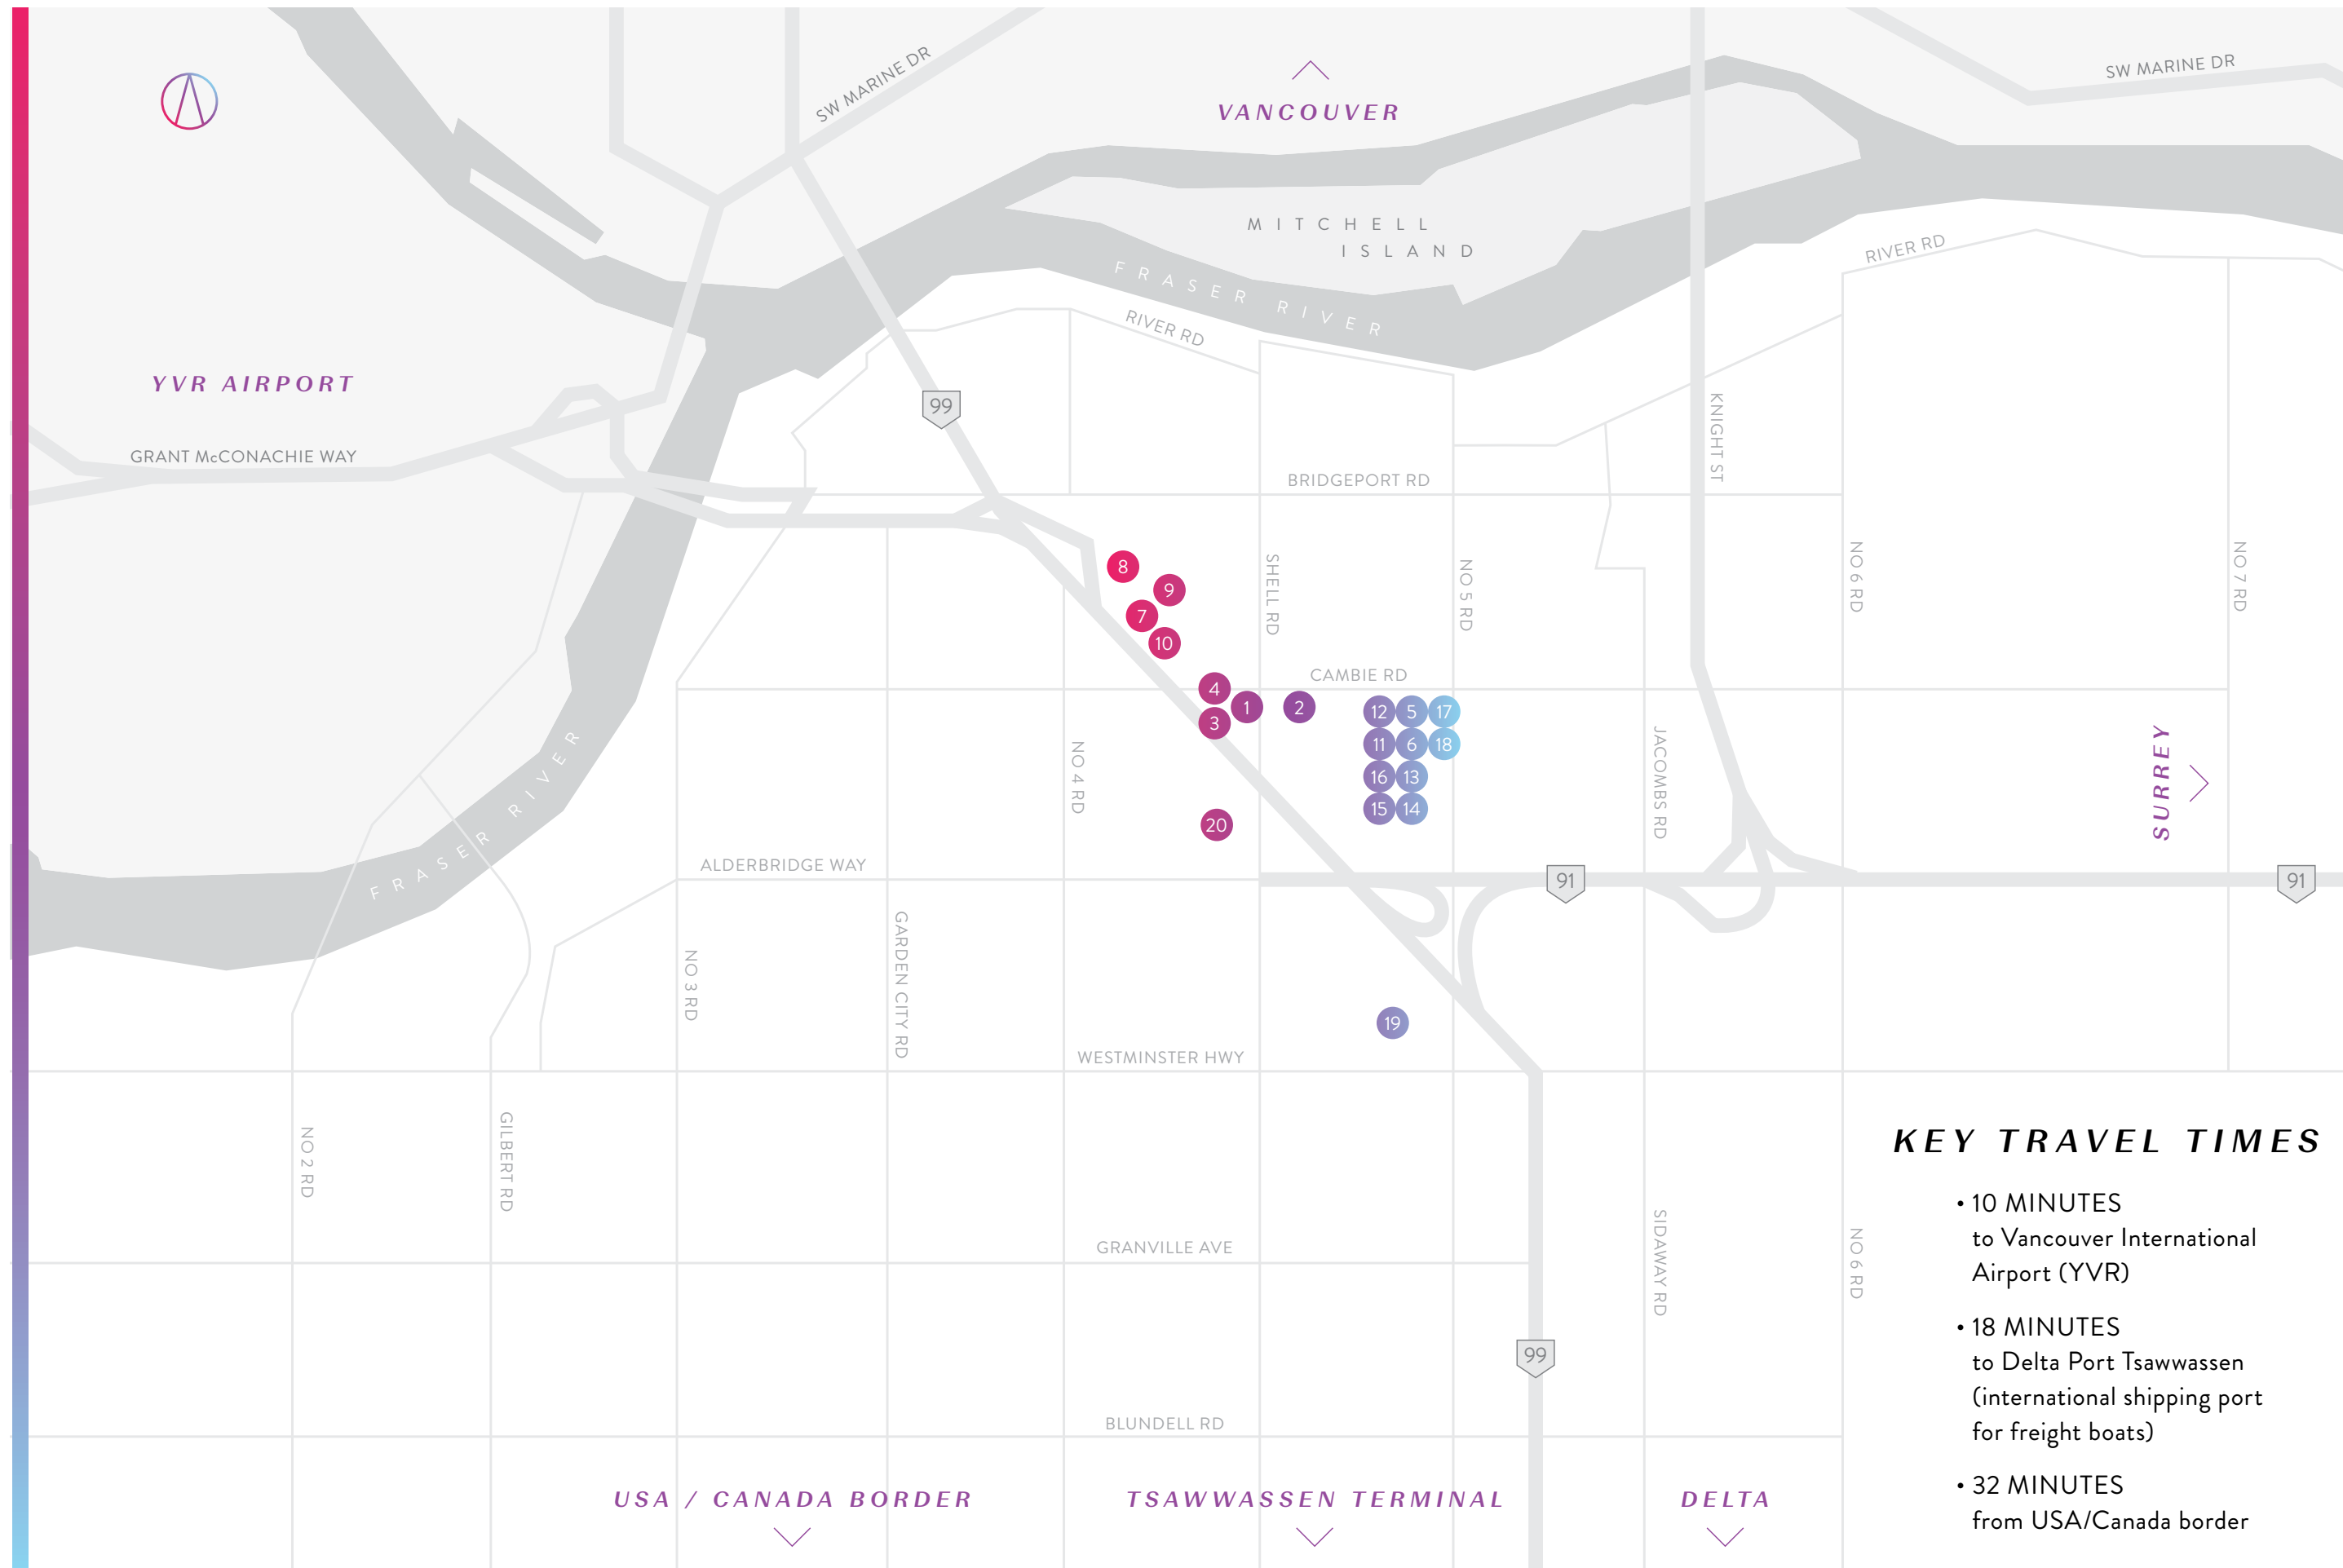 SW MARINE DR
SW MARINE DR
VANCOUVER
MITCHELL
ISLAND
RIVER RD
FRASER RIVER
RIVER RD
YVR AIRPORT
99
KNIGHT ST
GRANT McCONACHIE WAY
BRIDGEPORT RD
8
9
7
10
SHELL RD
NO 5 RD
NO 6 RD
NO 7 RD
CAMBIE RD
4
1
2
3
12 5 17
11 6 18
16 13
15 14
NO 4 RD
JACOMBS RD
SURREY
FRASER RIVER
20
ALDERBRIDGE WAY
91
91
GARDEN CITY RD
NO 3 RD
19
WESTMINSTER HWY
NO 2 RD
GILBERT RD
GRANVILLE AVE
SIDAWAY RD
NO 6 RD
99
BLUNDELL RD
USA / CANADA BORDER
TSAWWASSEN TERMINAL
DELTA
KEY TRAVEL TIMES
• 10 MINUTES
to Vancouver International
Airport (YVR)
• 18 MINUTES
to Delta Port Tsawwassen
(international shipping port
for freight boats)
• 32 MINUTES
from USA/Canada border